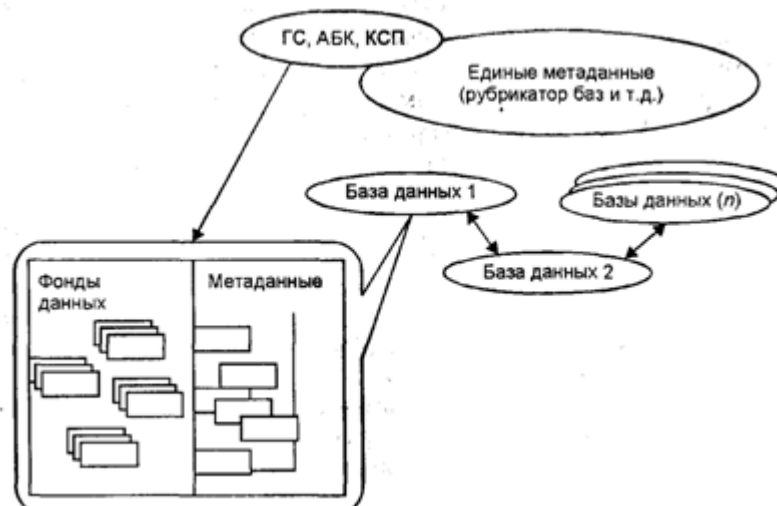 ГС, АБК, КСП
Единые метаданные
(рубрикатор баз и т.д.)
База данных 1
Базы данных (n)
База данных 2
Фонды
данных
Метаданные